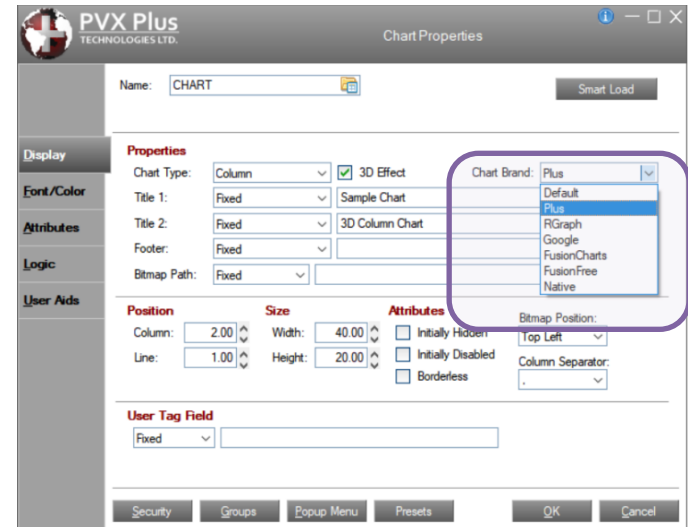 PVX Plus
TECHNOLOGIES LTD.
Chart Properties
Name: CHART
Smart Load
Display
Font/Color
Attributes
Logic
User Aids
Properties
Chart Type: Column 3D Effect Chart Brand: Plus
Default
Plus
RGraph
Google
FusionCharts
FusionFree
Native
Title 1: Fixed Sample Chart
Title 2: Fixed 3D Column Chart
Footer: Fixed
Bitmap Path: Fixed
Position Size Attributes Bitmap Position:
Column: 2.00 Width: 40.00 Initially Hidden Top Left
Line: 1.00 Height: 20.00 Initially Disabled Column Separator:
Borderless ,
User Tag Field
Fixed
Security Groups Popup Menu Presets OK Cancel